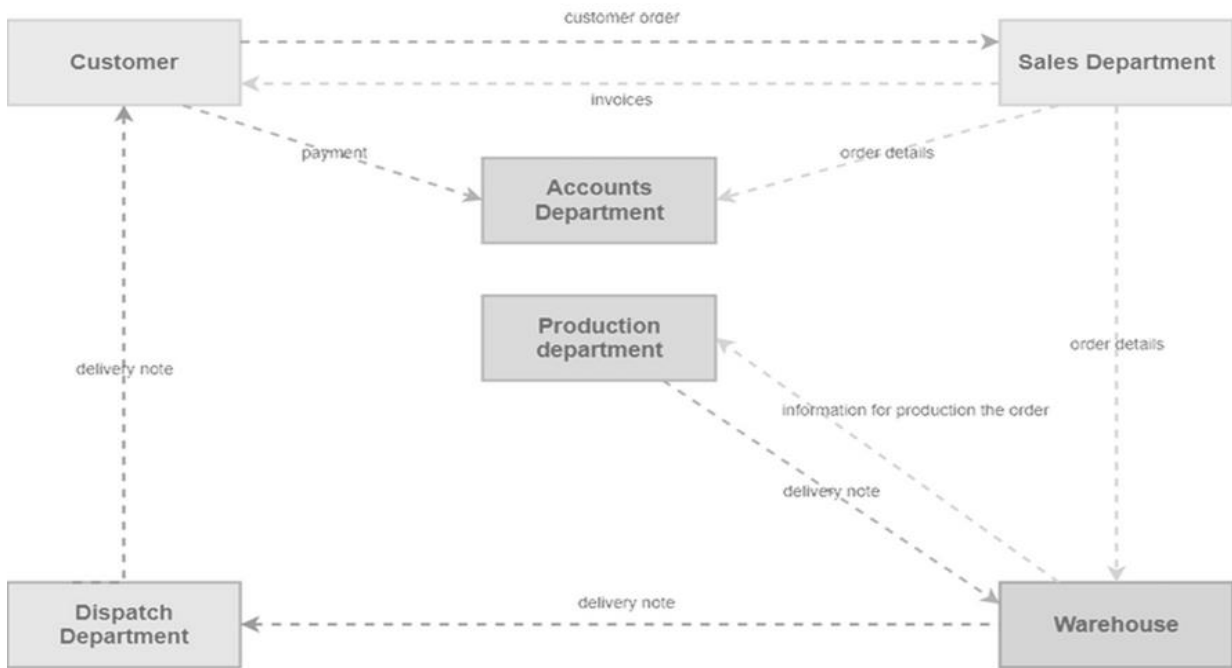 customer order
Customer
Sales Department
invoices
payment
order details
Accounts
Department
Production
department
delivery note
order details
information for production the order
delivery note
delivery note
Dispatch
Department
Warehouse